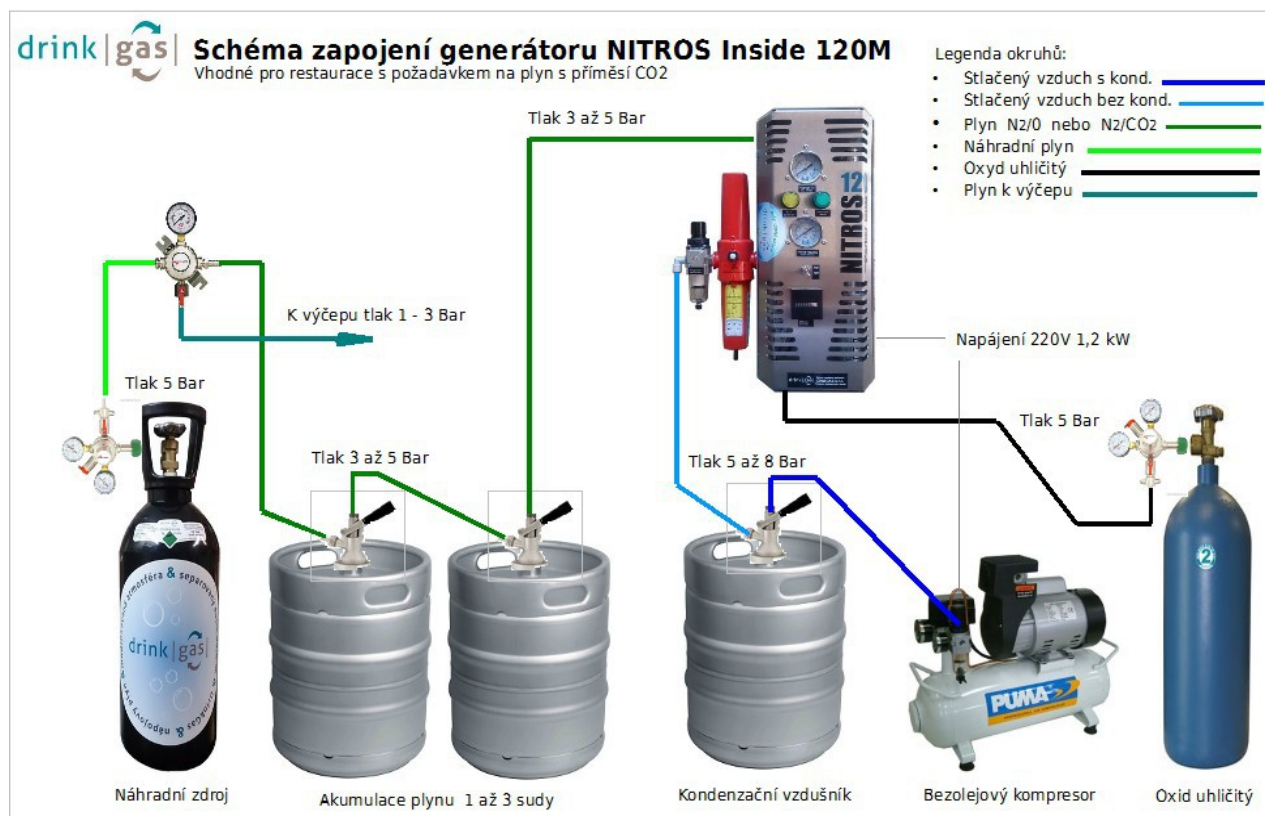 drink|gas|
Schéma zapojení generátoru NITROS Inside 120M
Vhodné pro restaurace s požadavkem na plyn s příměsí CO2
Legenda okruhů:
• Stlačený vzduch s kond.
• Stlačený vzduch bez kond.
• Plyn N2/0 nebo N2/CO2
• Náhradní plyn
• Oxyd uhličitý
• Plyn k výčepu
Tlak 3 až 5 Bar
NITROS 12
K výčepu tlak 1 - 3 Bar
Napájení 220V 1,2 kW
Tlak 5 Bar
Tlak 5 Bar
Tlak 3 až 5 Bar
Tlak 5 až 8 Bar
2
drink|gas|
PUMA
Náhradní zdroj
Akumulace plynu 1 až 3 sudy
Kondenzační vzdušník
Bezolejový kompresor
Oxid uhličitý